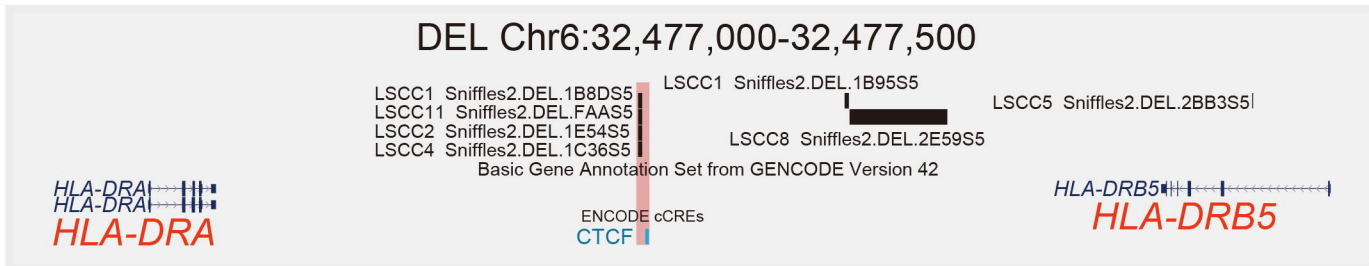 DEL Chr6:32,477,000-32,477,500
LSCC1 Sniffles2.DEL.1B8DS5
LSCC1 Sniffles2.DEL.1B95S5
LSCC11 Sniffles2.DEL.FAAS5
LSCC5 Sniffles2.DEL.2BB3S5
LSCC2 Sniffles2.DEL.1E54S5
LSCC8 Sniffles2.DEL.2E59S5
LSCC4 Sniffles2.DEL.1C36S5
Basic Gene Annotation Set from GENCODE Version 42
HLA-DRA
HLA-DRA
HLA-DRA
HLA-DRB5
HLA-DRB5
ENCODE cCREs
CTCF